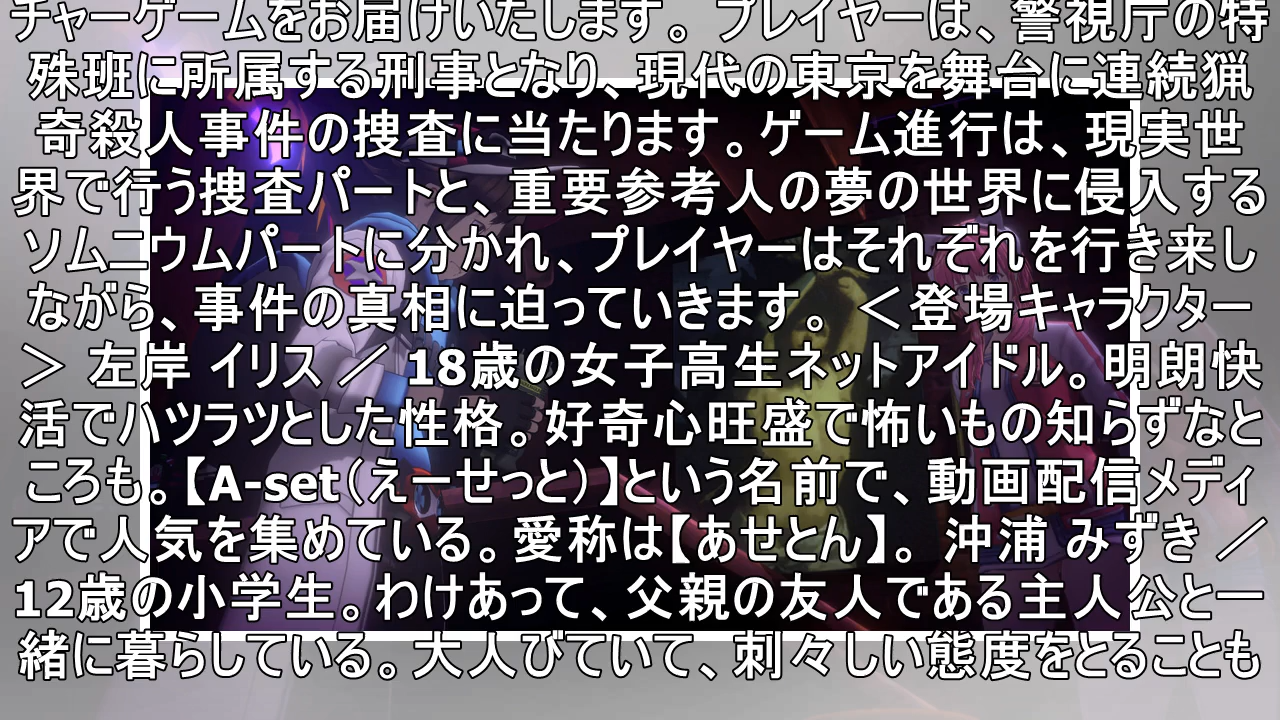 チャーゲームをお届けいたします。 プレイヤーは、警視庁の特
殊班に所属する刑事となり、現代の東京を舞台に連続猟
奇殺人事件の捜査に当たります。ゲーム進行は、現実世
界で行う捜査パートと、重要参考人の夢の世界に侵入する
ソムニウムパートに分かれ、プレイヤーはそれぞれを行き来し
ながら、事件の真相に迫っていきます。 ＜登場キャラクター
＞ 左岸 イリス ／ 18歳の女子高生ネットアイドル。明朗快
活でハツラツとした性格。好奇心旺盛で怖いもの知らずなと
ころも。【A-set（えーせっと）】という名前で、動画配信メディ
アで人気を集めている。愛称は【あせとん】。 沖浦 みずき ／
12歳の小学生。わけあって、父親の友人である主人公と一
緒に暮らしている。大人びていて、刺々しい態度をとることも